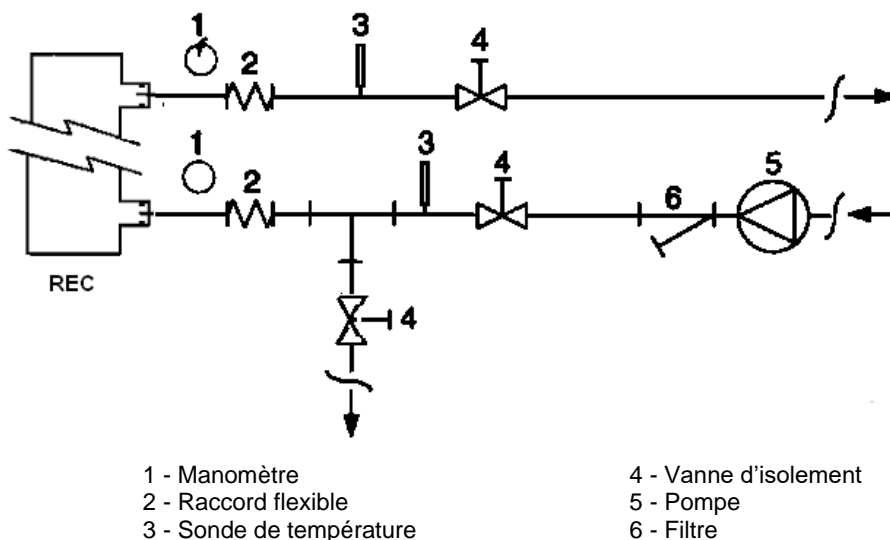 1
2
3
4
1
2
3
4
5
6
REC
4
1 - Manomètre
2 - Raccord flexible
3 - Sonde de température
4 - Vanne d'isolement
5 - Pompe
6 - Filtre